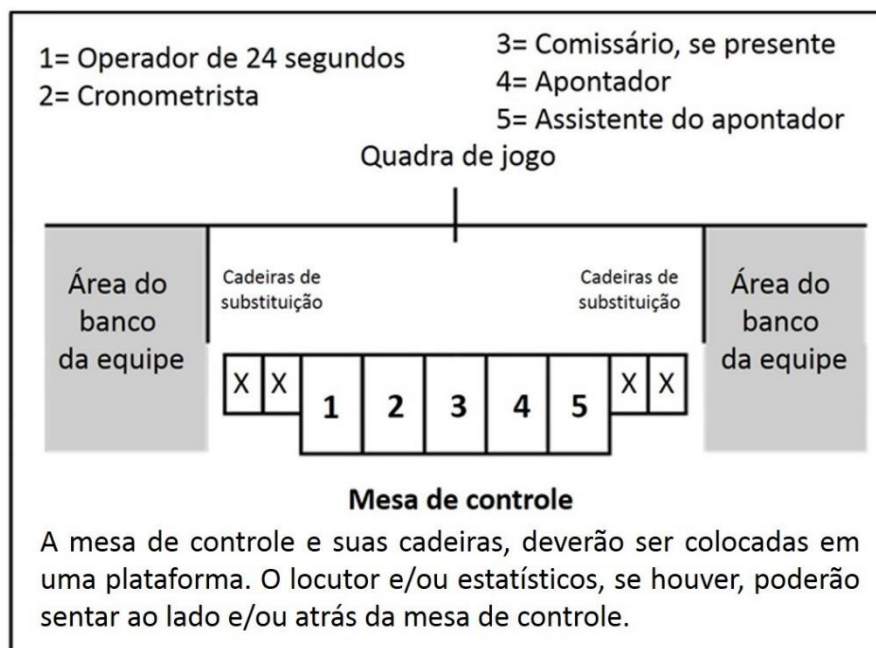 1= Operador de 24 segundos
2= Cronometrista
3= Comissário, se presente
4= Apontador
5= Assistente do apontador
Quadra de jogo
Área do
banco
da equipe
Cadeiras de
substituição
Cadeiras de
substituição
Área do
banco
da equipe
X X 1 2 3 4 5 X X
Mesa de controle
A mesa de controle e suas cadeiras, deverão ser colocadas em
uma plataforma. O locutor e/ou estatísticos, se houver, poderão
sentar ao lado e/ou atrás da mesa de controle.